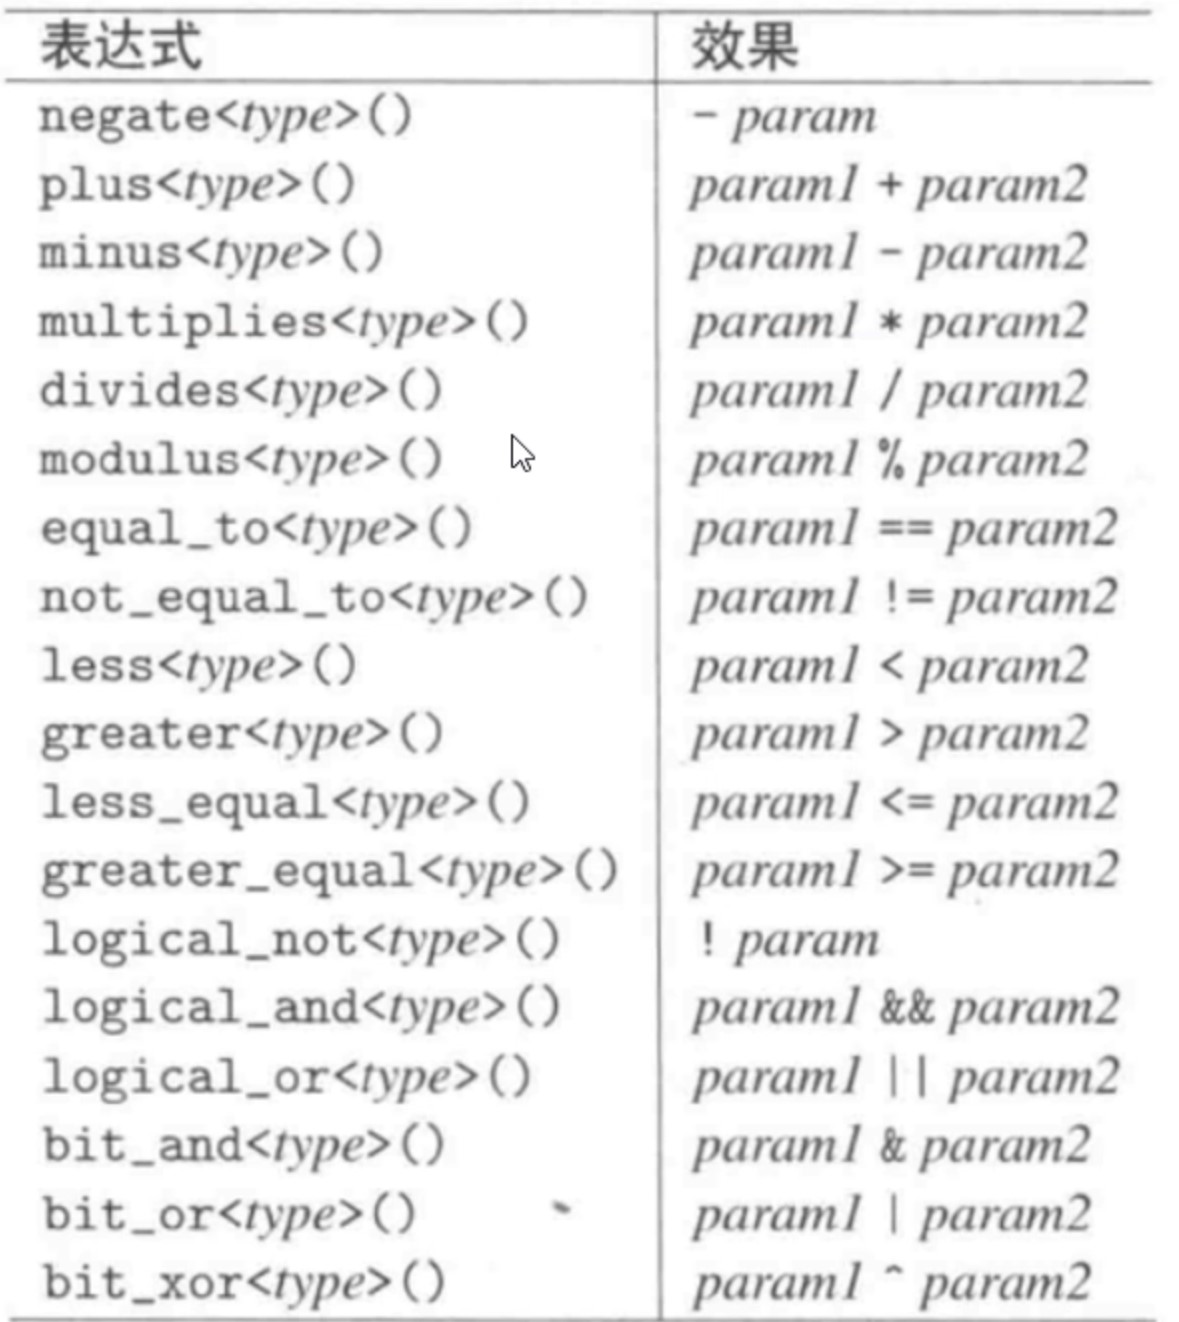 表达式 效果
negate<type>() - param
plus<type>() param1 + param2
minus<type>() param1 - param2
multiplies<type>() param1 * param2
divides<type>() param1 / param2
modulus<type>() param1 % param2
equal_to<type>() param1 == param2
not_equal_to<type>() param1 != param2
less<type>() param1 < param2
greater<type>() param1 > param2
less_equal<type>() param1 <= param2
greater_equal<type>() param1 >= param2
logical_not<type>() ! param
logical_and<type>() param1 && param2
logical_or<type>() param1 || param2
bit_and<type>() param1 & param2
bit_or<type>() param1 | param2
bit_xor<type>() param1 ^ param2